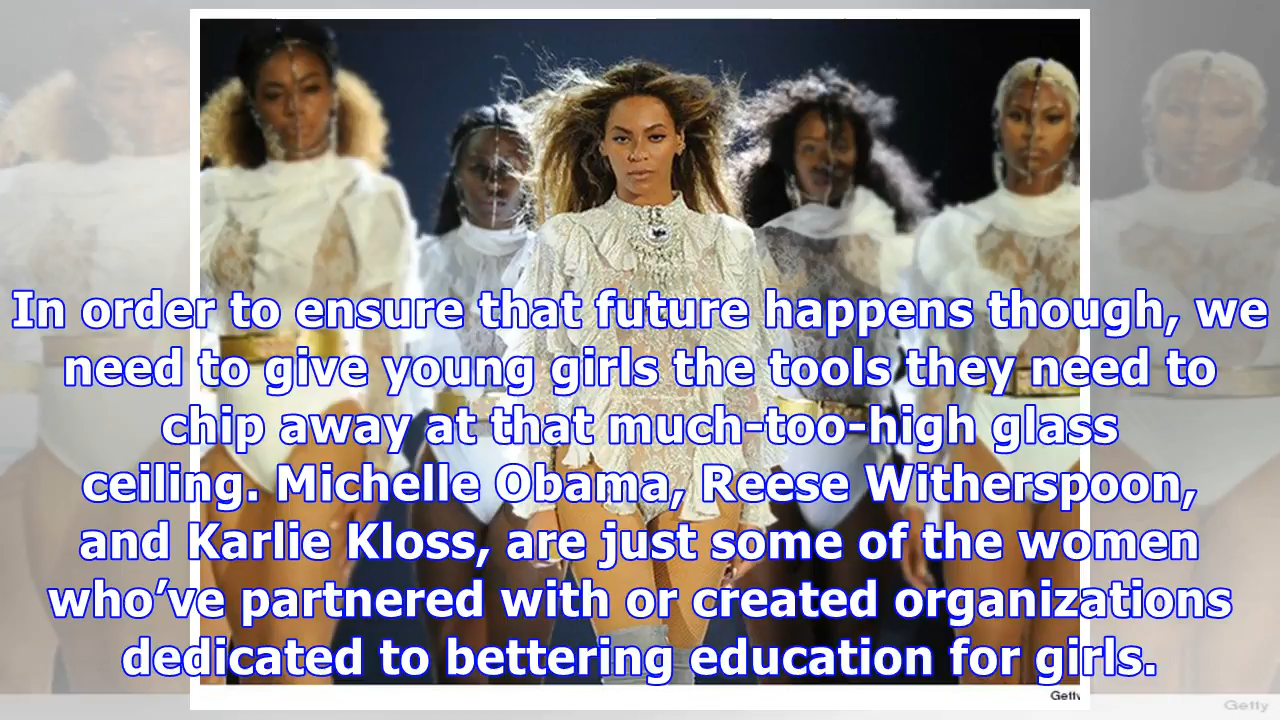 In order to ensure that future happens though, we
need to give young girls the tools they need to
chip away at that much-too-high glass
ceiling. Michelle Obama, Reese Witherspoon,
and Karlie Kloss, are just some of the women
who’ve partnered with or created organizations
dedicated to bettering education for girls.
Getty
Getty